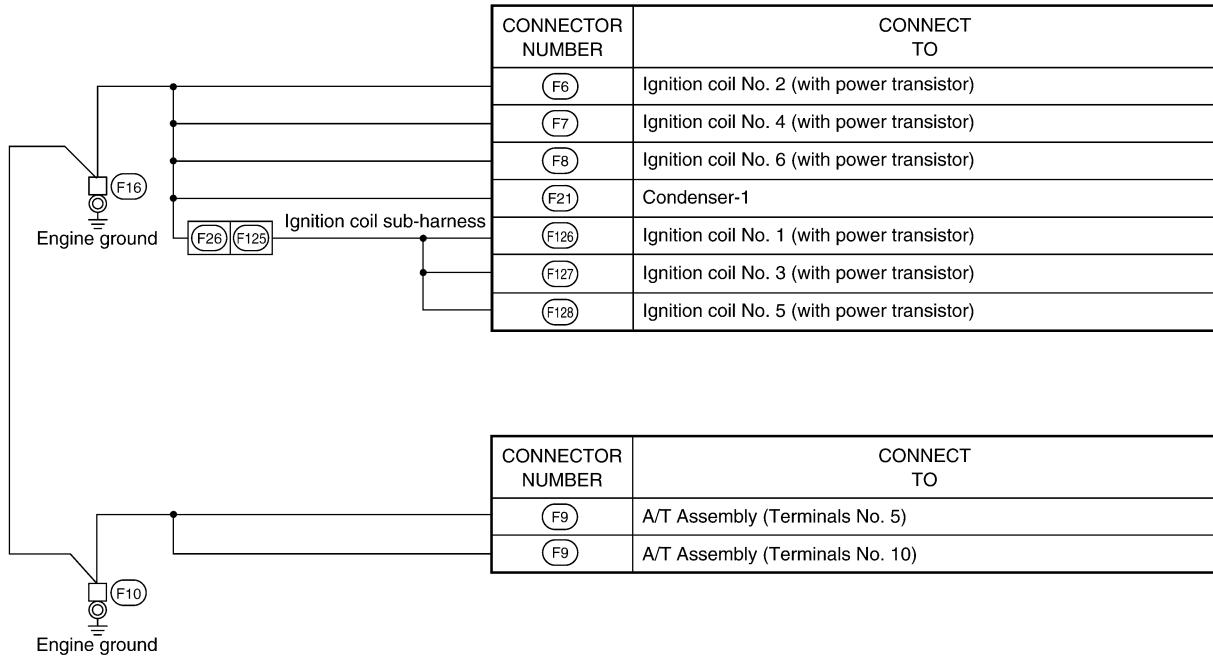 CONNECTOR NUMBER CONNECT TO
F6 Ignition coil No. 2 (with power transistor)
F7 Ignition coil No. 4 (with power transistor)
F8 Ignition coil No. 6 (with power transistor)
F16
F21 Condenser-1
Engine ground
F26 F125 Ignition coil sub-harness
F126 Ignition coil No. 1 (with power transistor)
F127 Ignition coil No. 3 (with power transistor)
F128 Ignition coil No. 5 (with power transistor)
CONNECTOR NUMBER CONNECT TO
F9 A/T Assembly (Terminals No. 5)
F9 A/T Assembly (Terminals No. 10)
F10
Engine ground